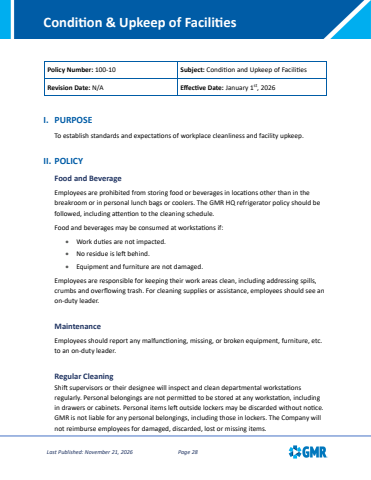 Condition & Upkeep of Facilities
Policy Number: 100-10
Subject: Condition and Upkeep of Facilities
Revision Date: N/A
Effective Date: January 1st, 2026
I. PURPOSE
To establish standards and expectations of workplace cleanliness and facility upkeep.
II. POLICY
Food and Beverage
Employees are prohibited from storing food or beverages in locations other than in the
breakroom or in personal lunch bags or coolers. The GMR HQ refrigerator policy should be
followed, including attention to the cleaning schedule.
Food and beverages may be consumed at workstations if:
• Work duties are not impacted.
• No residue is left behind.
• Equipment and furniture are not damaged.
Employees are responsible for keeping their work areas clean, including addressing spills,
crumbs and overflowing trash. For cleaning supplies or assistance, employees should see an
on-duty leader.
Maintenance
Employees should report any malfunctioning, missing, or broken equipment, furniture, etc.
to an on-duty leader.
Regular Cleaning
Shift supervisors or their designee will inspect and clean departmental workstations
regularly. Personal belongings are not permitted to be stored at any workstation, including
in drawers or cabinets. Personal items left outside lockers may be discarded without notice.
GMR is not liable for any personal belongings, including those in lockers. The Company will
not reimburse employees for damaged, discarded, lost or missing items.
Last Published: November 21, 2026
Page 28
GMR